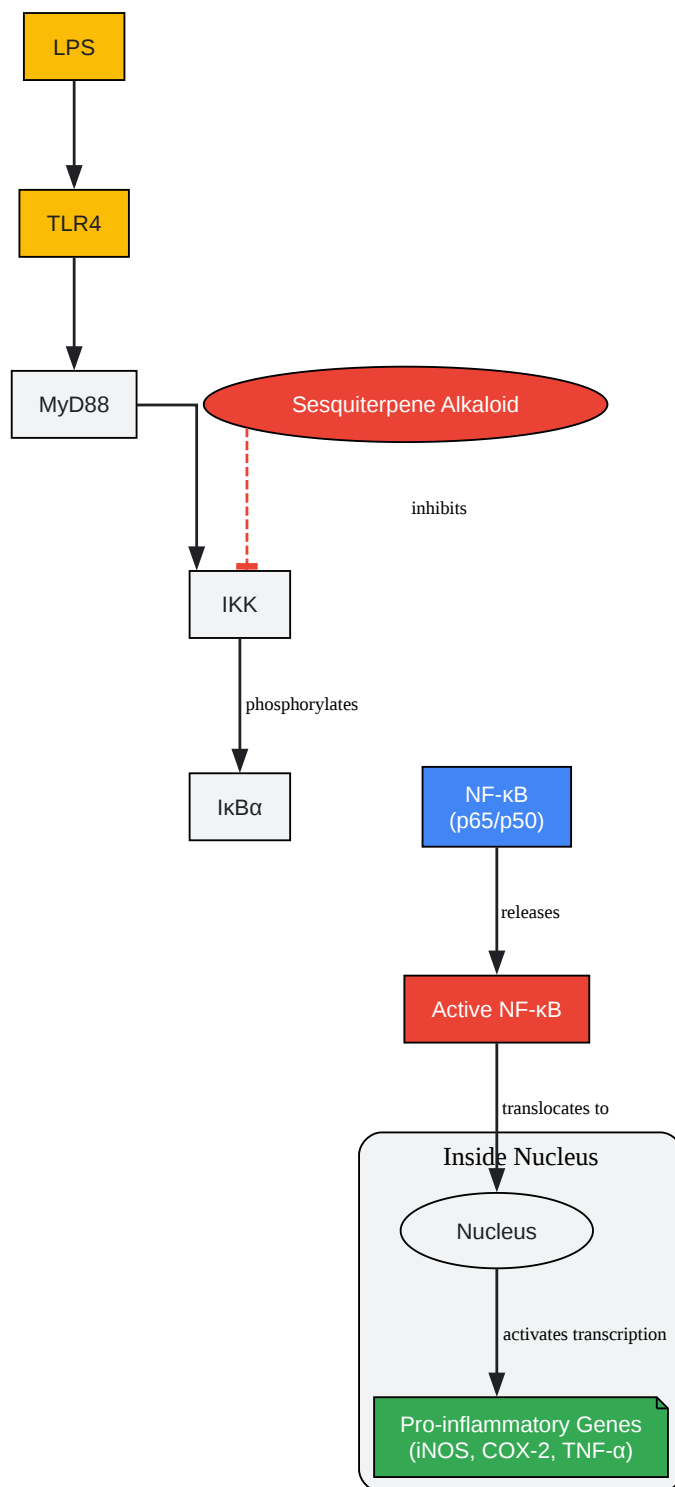 LPS
TLR4
MyD88
Sesquiterpene Alkaloid
inhibits
IKK
phosphorylates
IκBα
NF-κB
(p65/p50)
releases
Active NF-κB
translocates to
Inside Nucleus
Nucleus
activates transcription
Pro-inflammatory Genes
(iNOS, COX-2, TNF-α)